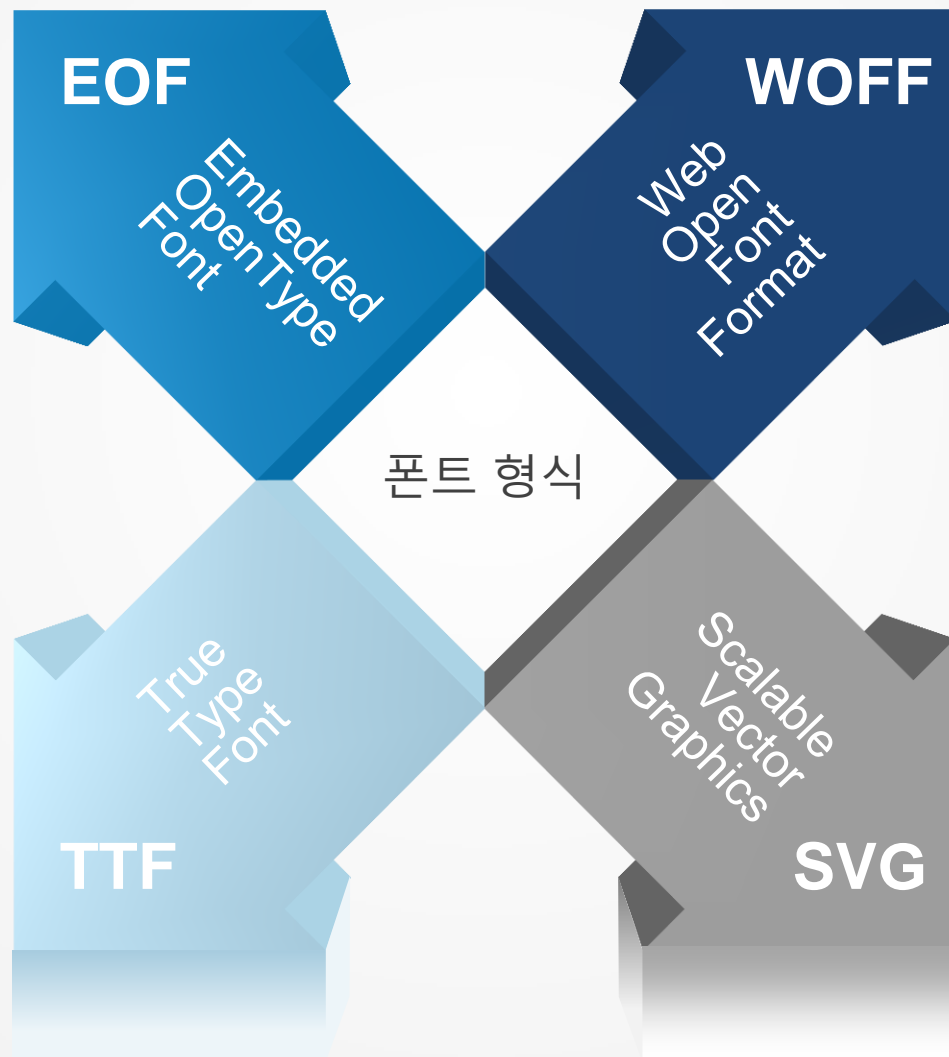 EOF
Embedded
OpenType
Font
WOFF
Web
Open
Font
Format
폰트 형식
True
Type
Font
TTF
Scalable
Vector
Graphics
SVG